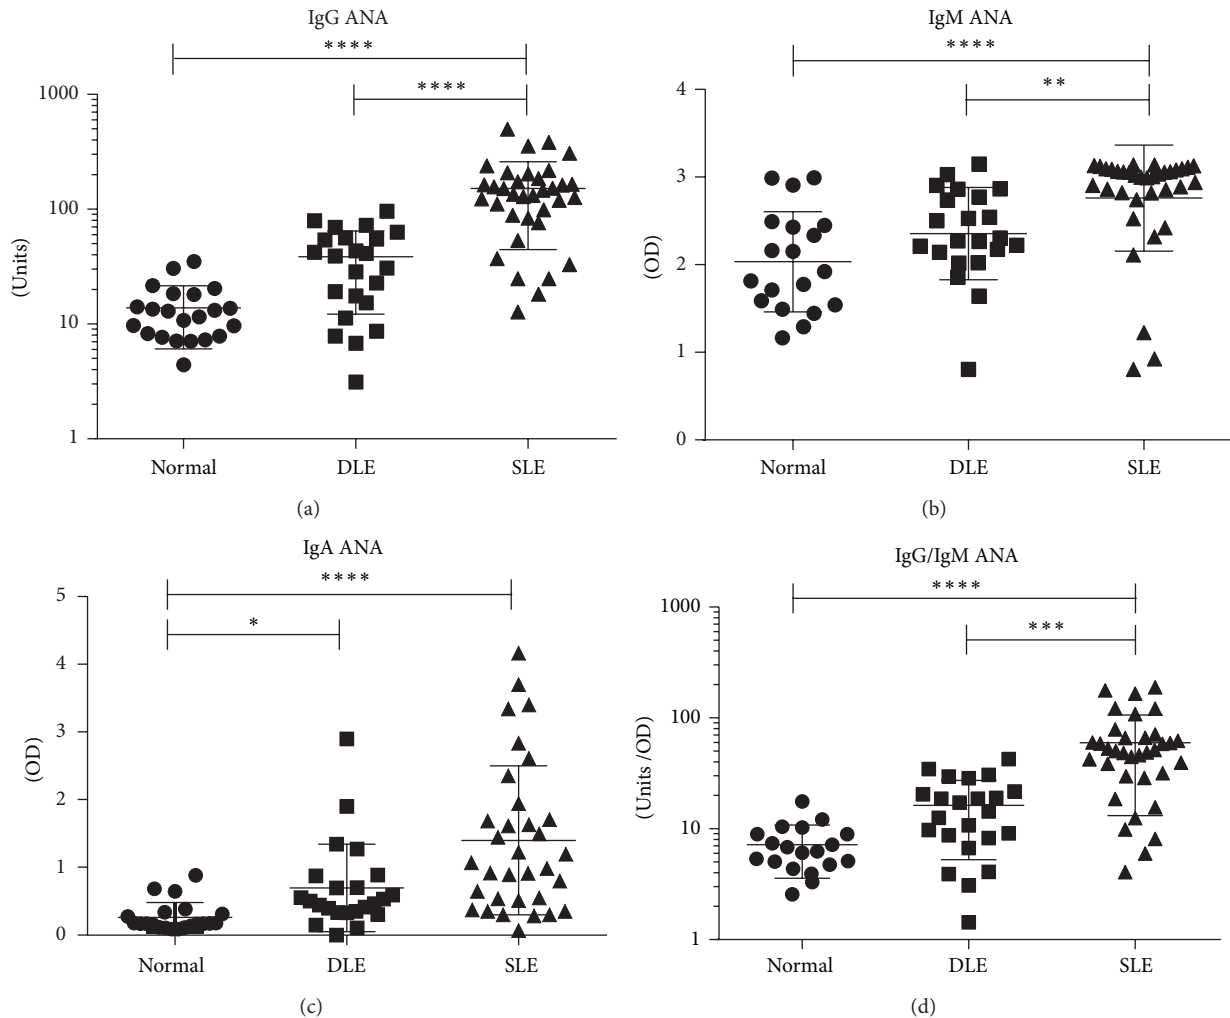 IgG ANA
****
****
1000
100
10
1
(Units)
Normal DLE SLE
(a)
IgM ANA
****
**
4
3
2
1
0
(OD)
Normal DLE SLE
(b)
IgA ANA
****
*
5
4
3
2
1
0
(OD)
Normal DLE SLE
(c)
IgG/IgM ANA
****
***
1000
100
10
1
(Units /OD)
Normal DLE SLE
(d)